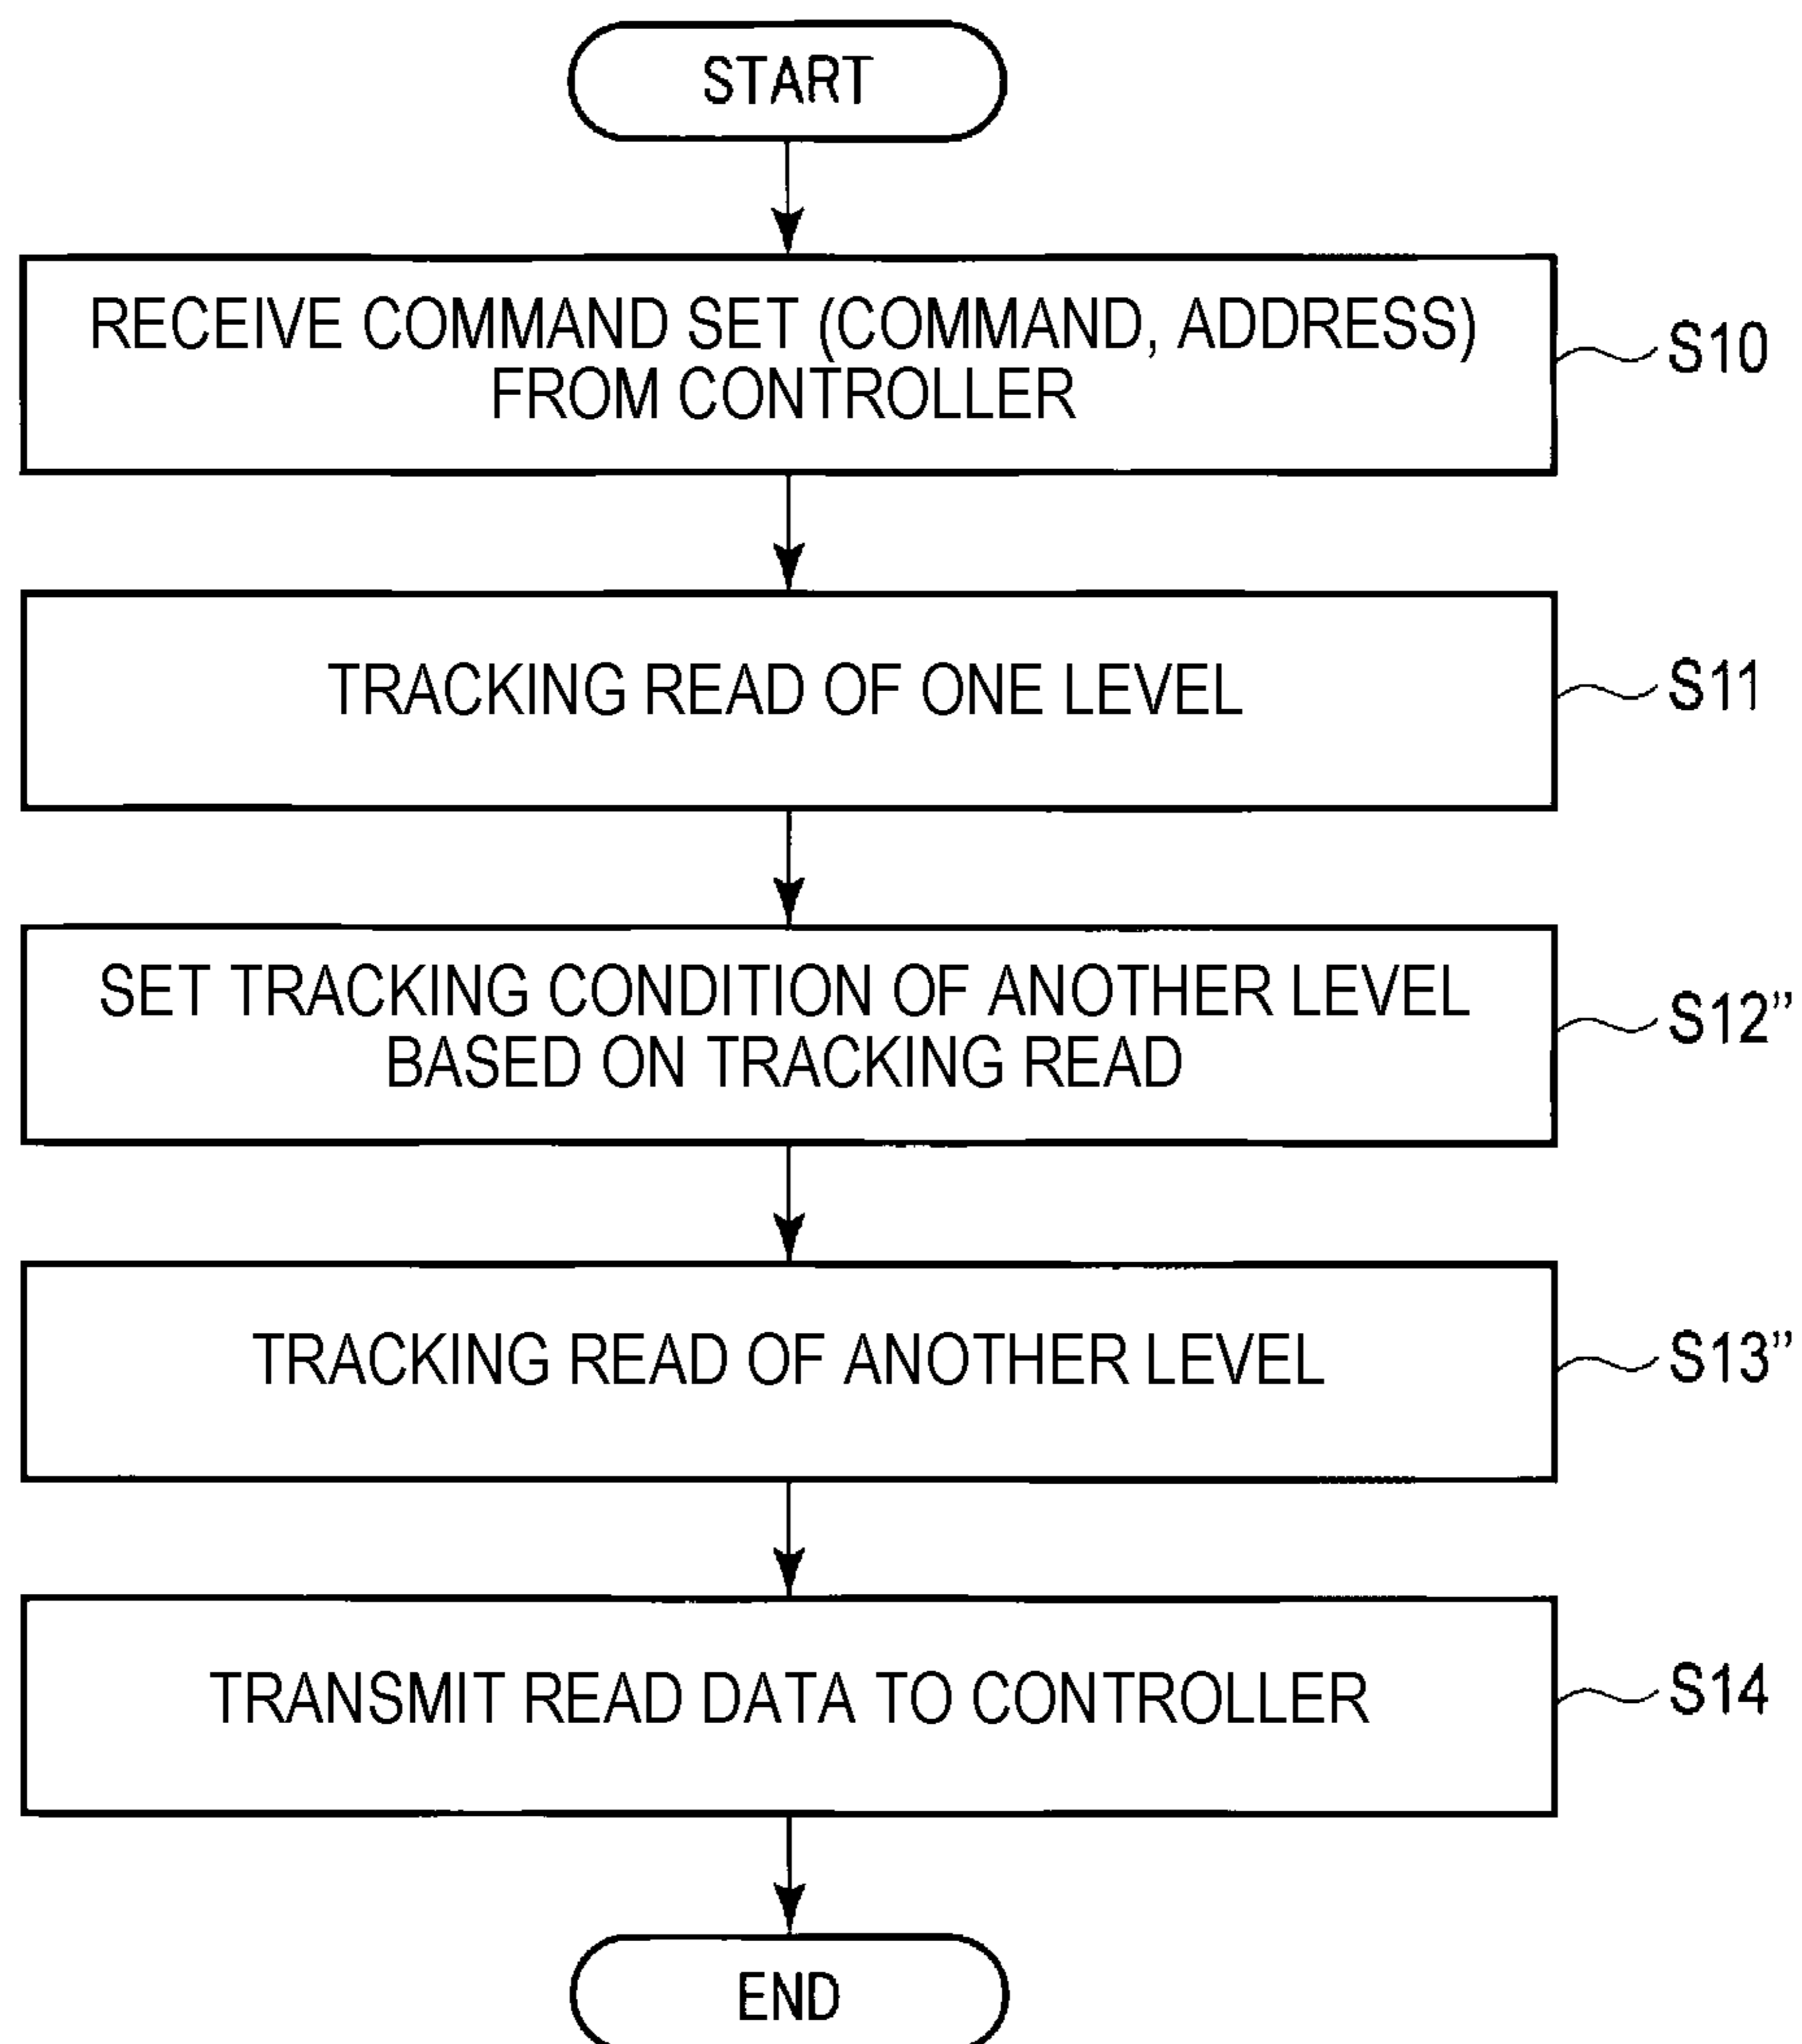 START
RECEIVE COMMAND SET (COMMAND, ADDRESS)
FROM CONTROLLER
S10
TRACKING READ OF ONE LEVEL
S11
SET TRACKING CONDITION OF ANOTHER LEVEL
BASED ON TRACKING READ
S12”
TRACKING READ OF ANOTHER LEVEL
S13”
TRANSMIT READ DATA TO CONTROLLER
S14
END